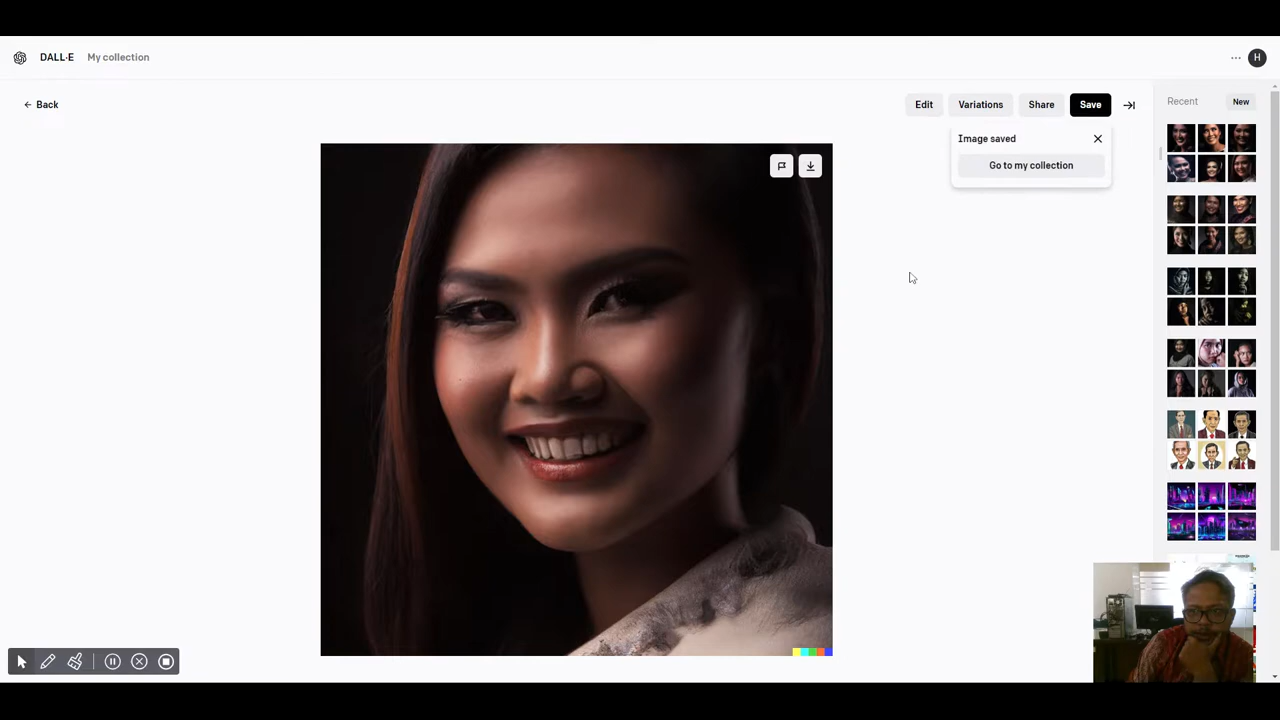 DALL·E My collection
H
Back
Edit Variations Share Save
Image saved
Go to my collection
Recent New